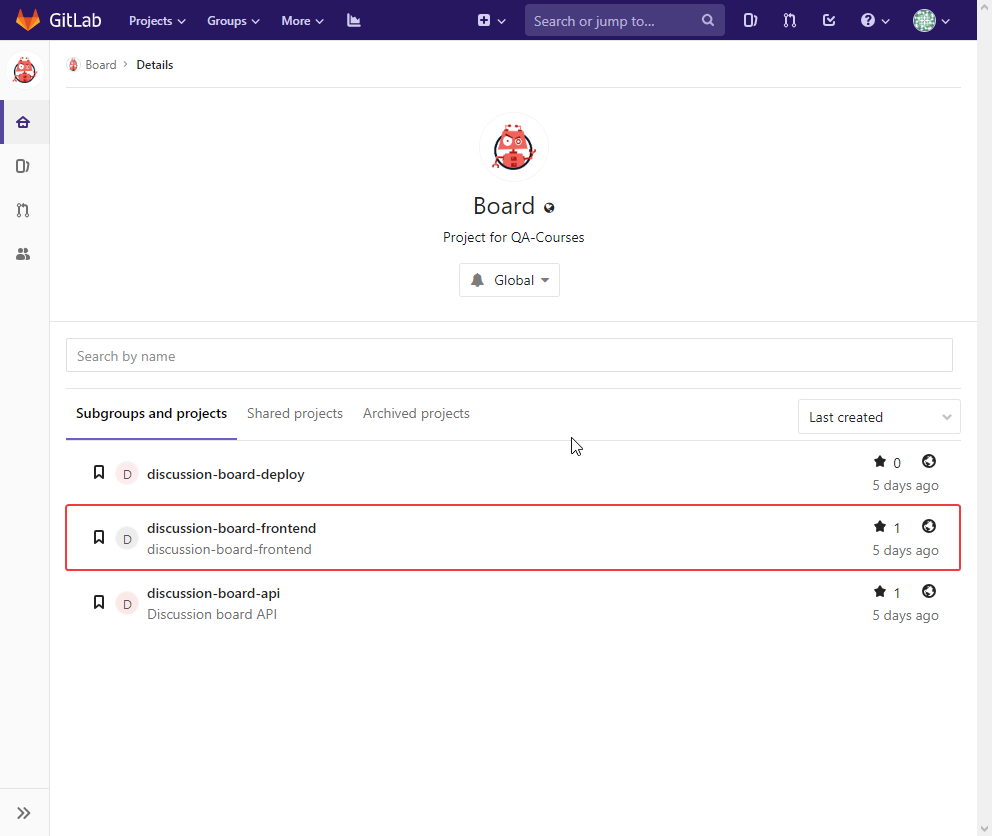 GitLab Projects Groups More Search or jump to...
Board > Details
Board
Project for QA-Courses
Global
Search by name
Subgroups and projects Shared projects Archived projects Last created
D discussion-board-deploy 0
5 days ago
D discussion-board-frontend 1
discussion-board-frontend 5 days ago
D discussion-board-api 1
Discussion board API 5 days ago